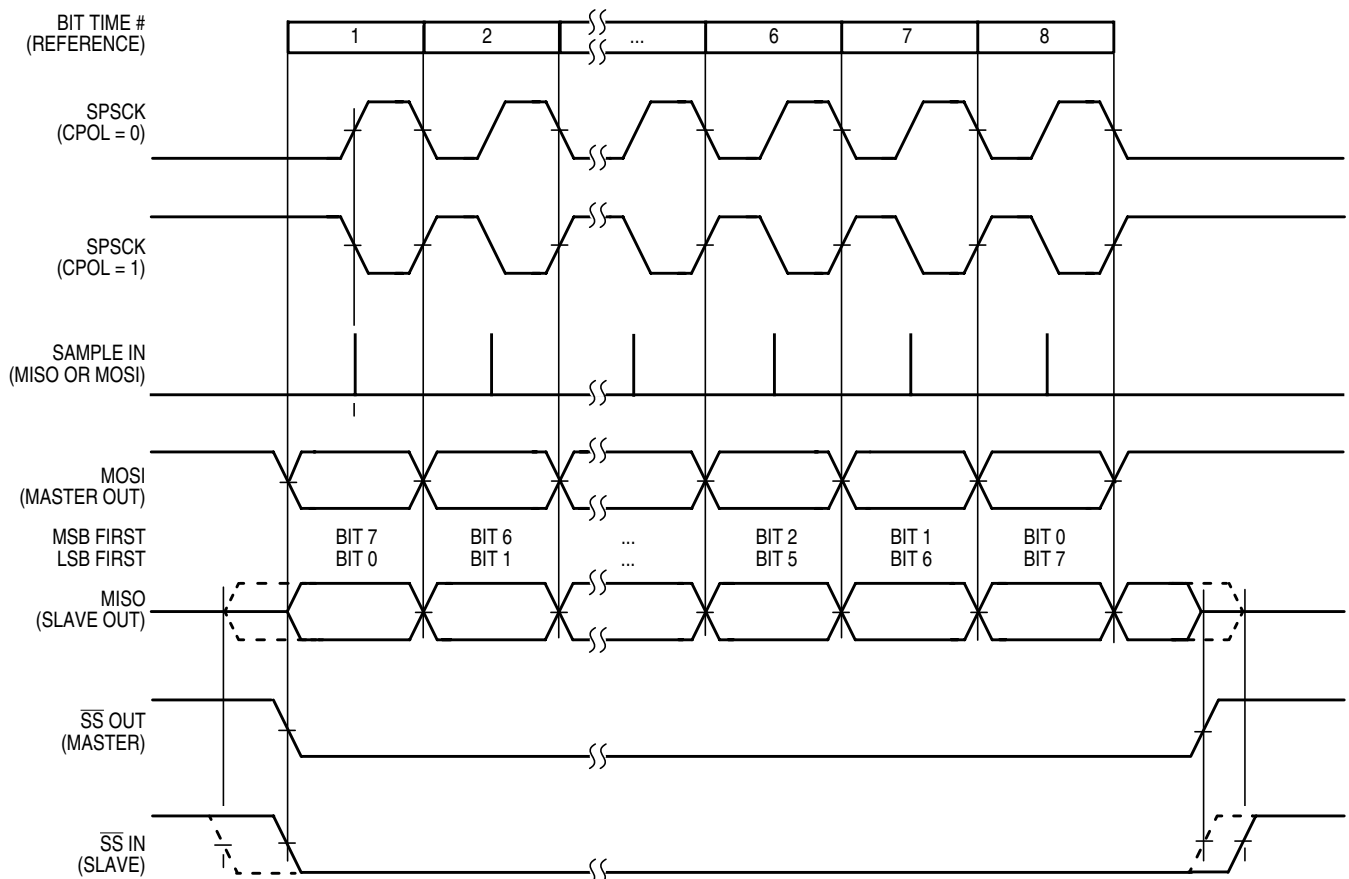 BIT TIME #
(REFERENCE)
1 2 ... 6 7 8
SPSCK
(CPOL = 0)
SPSCK
(CPOL = 1)
SAMPLE IN
(MISO OR MOSI)
MOSI
(MASTER OUT)
MSB FIRST BIT 7 BIT 6 ... BIT 2 BIT 1 BIT 0
LSB FIRST BIT 0 BIT 1 ... BIT 5 BIT 6 BIT 7
MISO
(SLAVE OUT)
S̅S̅ OUT
(MASTER)
S̅S̅ IN
(SLAVE)